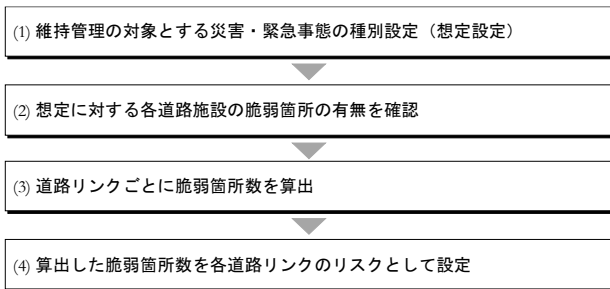 (1) 維持管理の対象とする災害・緊急事態の種別設定（想定設定）
(2) 想定に対する各道路施設の脆弱箇所の有無を確認
(3) 道路リンクごとに脆弱箇所数を算出
(4) 算出した脆弱箇所数を各道路リンクのリスクとして設定